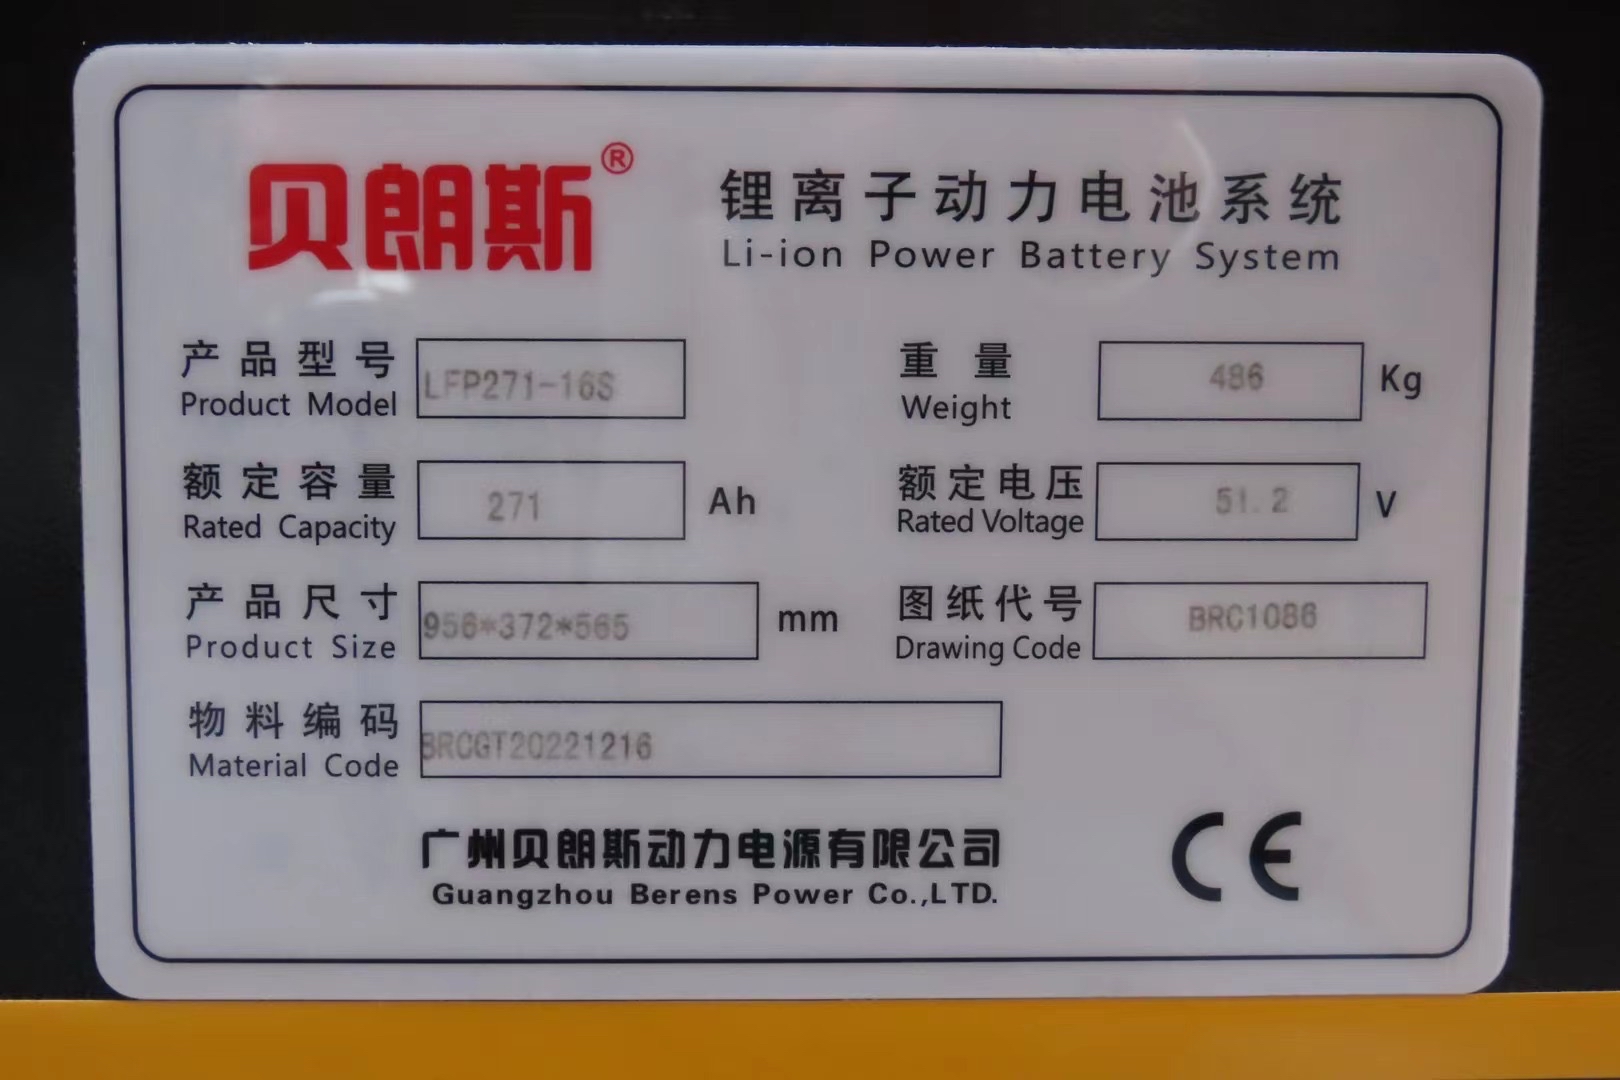 贝朗斯®
锂离子动力电池系统
Li-ion Power Battery System
产品型号 LFP271-16S
Product Model
重量 486 Kg
Weight
额定容量 271 Ah
Rated Capacity
额定电压 51.2 V
Rated Voltage
产品尺寸 956*372*565 mm
Product Size
图纸代号 BRC1086
Drawing Code
物料编码 BRCGT20221216
Material Code
广州贝朗斯动力电源有限公司
Guangzhou Berens Power Co.,LTD.
CE